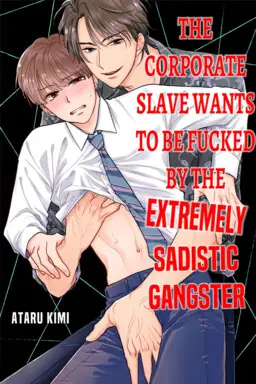 THE
CORPORATE
SLAVE WANTS
TO BE FUCKED
BY THE
EXTREMELY
SADISTIC
GANGSTER
ATARU KIMI